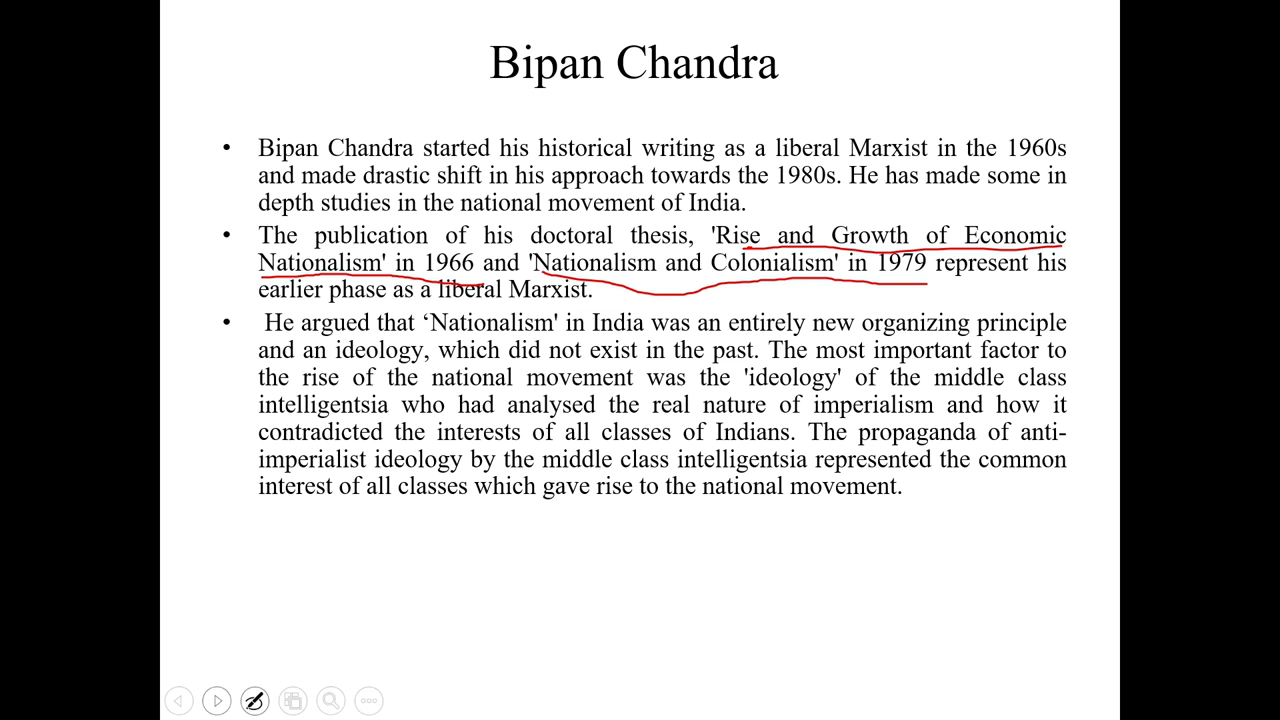 Bipan Chandra
• Bipan Chandra started his historical writing as a liberal Marxist in the 1960s
and made drastic shift in his approach towards the 1980s. He has made some in
depth studies in the national movement of India.
• The publication of his doctoral thesis, 'Rise and Growth of Economic
Nationalism' in 1966 and 'Nationalism and Colonialism' in 1979 represent his
earlier phase as a liberal Marxist.
• He argued that ‘Nationalism' in India was an entirely new organizing principle
and an ideology, which did not exist in the past. The most important factor to
the rise of the national movement was the 'ideology' of the middle class
intelligentsia who had analysed the real nature of imperialism and how it
contradicted the interests of all classes of Indians. The propaganda of anti-
imperialist ideology by the middle class intelligentsia represented the common
interest of all classes which gave rise to the national movement.